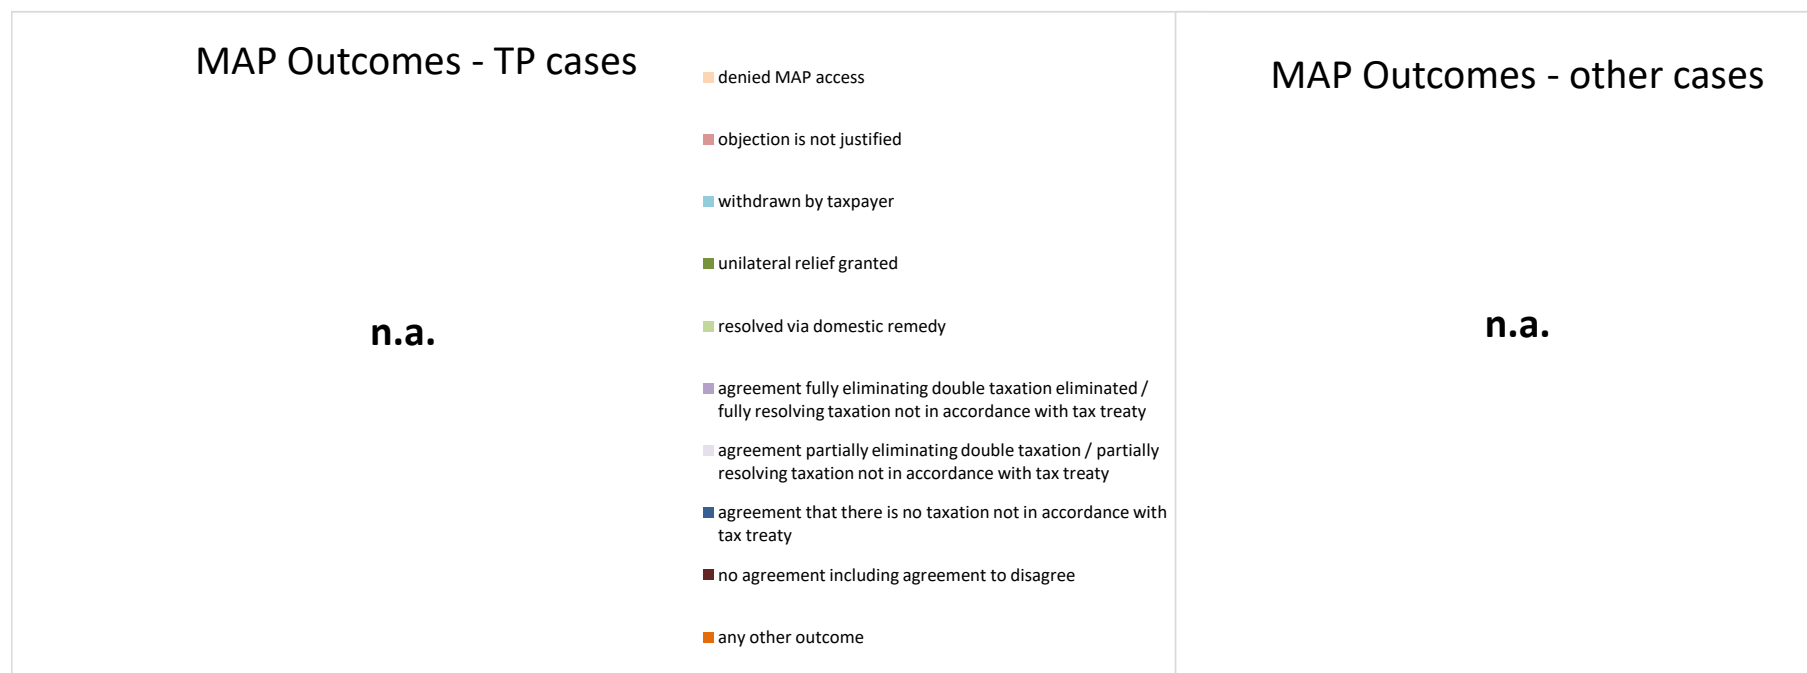 MAP Outcomes - TP cases
n.a.
denied MAP access
objection is not justified
withdrawn by taxpayer
unilateral relief granted
resolved via domestic remedy
agreement fully eliminating double taxation eliminated /
fully resolving taxation not in accordance with tax treaty
agreement partially eliminating double taxation / partially
resolving taxation not in accordance with tax treaty
agreement that there is no taxation not in accordance with
tax treaty
no agreement including agreement to disagree
any other outcome
MAP Outcomes - other cases
n.a.